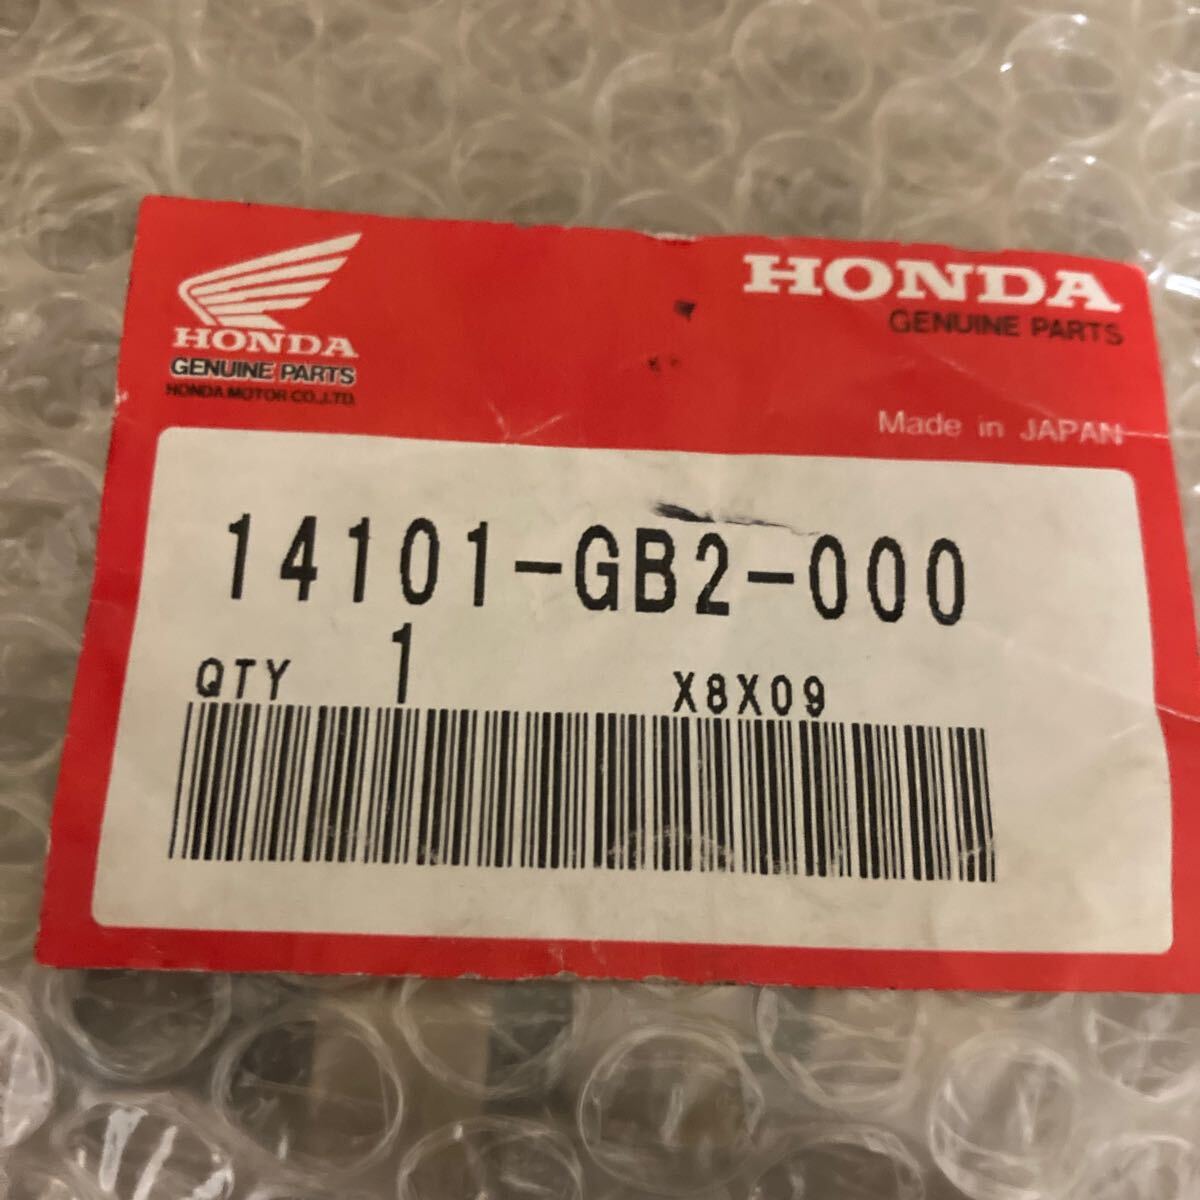 HONDA
GENUINE PARTS
HONDA MOTOR CO.,LTD.
HONDA
GENUINE PARTS
Made in JAPAN
14101-GB2-000
QTY 1 X8X09